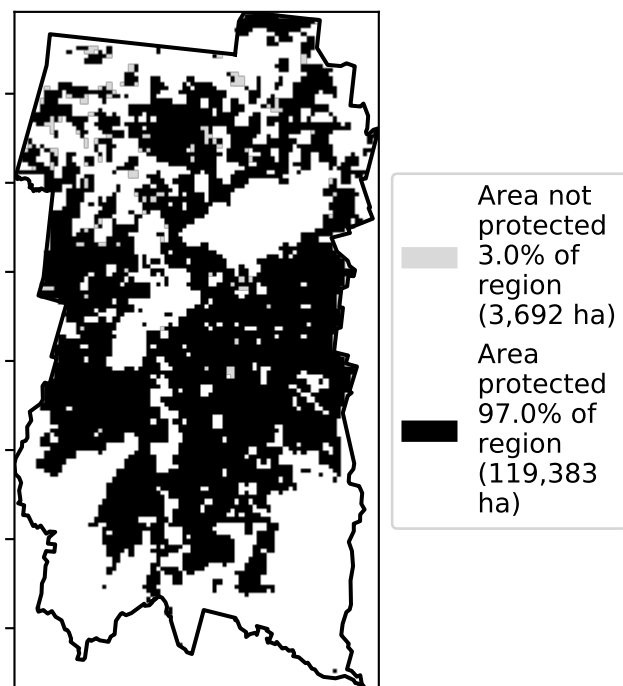 Area not
protected
3.0% of
region
(3,692 ha)
Area
protected
97.0% of
region
(119,383
ha)